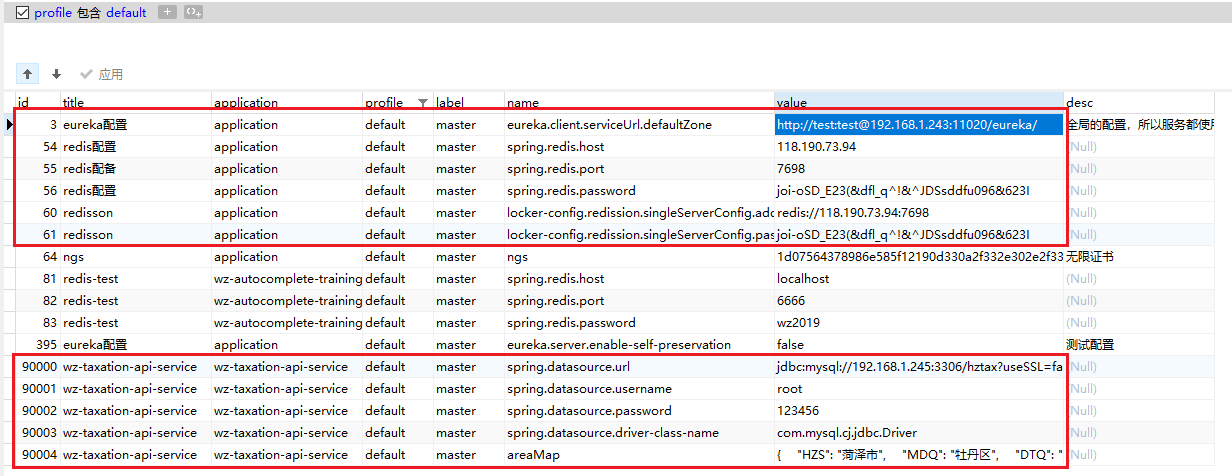 profile 包含 default
应用
id title application profile label name value desc
3 eureka配置 application default master eureka.client.serviceUrl.defaultZone http://test:test@192.168.1.243:11020/eureka/ 全局的配置，所以服务都使用
54 redis配置 application default master spring.redis.host 118.190.73.94 (Null)
55 redis配备 application default master spring.redis.port 7698 (Null)
56 redis配置 application default master spring.redis.password joi-oSD_E23(&dfl_q^!&^JDSsddfu096&623I (Null)
60 redisson application default master locker-config.redission.singleServerConfig.adc redis://118.190.73.94:7698 (Null)
61 redisson application default master locker-config.redission.singleServerConfig.pas joi-oSD_E23(&dfl_q^!&^JDSsddfu096&623I (Null)
64 ngs application default master ngs 1d07564378986e585f12190d330a2f332e302e2f33 无限证书
81 redis-test wz-autocomplete-training default master spring.redis.host localhost (Null)
82 redis-test wz-autocomplete-training default master spring.redis.port 6666 (Null)
83 redis-test wz-autocomplete-training default master spring.redis.password wz2019 (Null)
395 eureka配置 application default master eureka.server.enable-self-preservation false 测试配置
90000 wz-taxation-api-service wz-taxation-api-service default master spring.datasource.url jdbc:mysql://192.168.1.245:3306/hztax?useSSL=fa (Null)
90001 wz-taxation-api-service wz-taxation-api-service default master spring.datasource.username root (Null)
90002 wz-taxation-api-service wz-taxation-api-service default master spring.datasource.password 123456 (Null)
90003 wz-taxation-api-service wz-taxation-api-service default master spring.datasource.driver-class-name com.mysql.cj.jdbc.Driver (Null)
90004 wz-taxation-api-service wz-taxation-api-service default master areaMap { "HZS": "菏泽市", "MDQ": "牡丹区", "DTQ": " (Null)